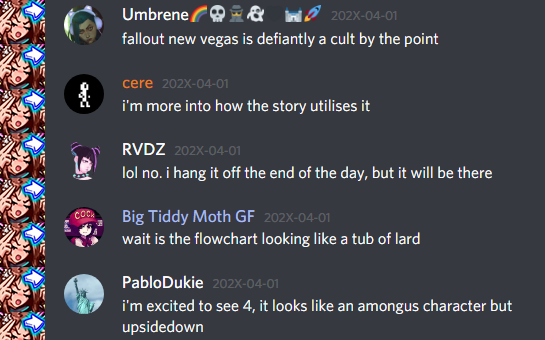 Umbrene🌈💀🕵️👻🏰🚀 202X-04-01
fallout new vegas is defiantly a cult by the point
cere 202X-04-01
i'm more into how the story utilises it
RVDZ 202X-04-01
lol no. i hang it off the end of the day, but it will be there
COCK
Big Tiddy Moth GF 202X-04-01
wait is the flowchart looking like a tub of lard
PabloDukie 202X-04-01
i'm excited to see 4, it looks like an amongus character but
upsidedown